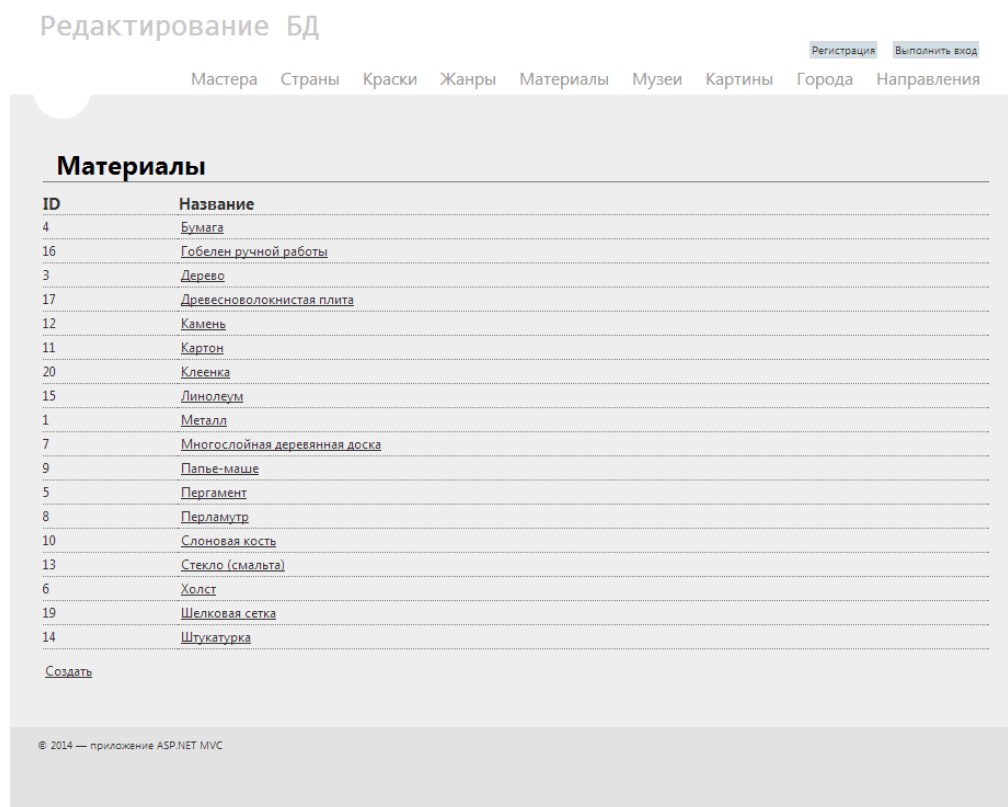 Редактирование БД
Регистрация Выполнить вход
Мастера Страны Краски Жанры Материалы Музеи Картины Города Направления
Материалы
ID Название
4 Бумага
16 Гобелен ручной работы
3 Дерево
17 Древесноволокнистая плита
12 Камень
11 Картон
20 Клеенка
15 Линолеум
1 Металл
7 Многослойная деревянная доска
9 Папье-маше
5 Пергамент
8 Перламутр
10 Слоновая кость
13 Стекло (смальта)
6 Холст
19 Шелковая сетка
14 Штукатурка
Создать
© 2014 — приложение ASP.NET MVC